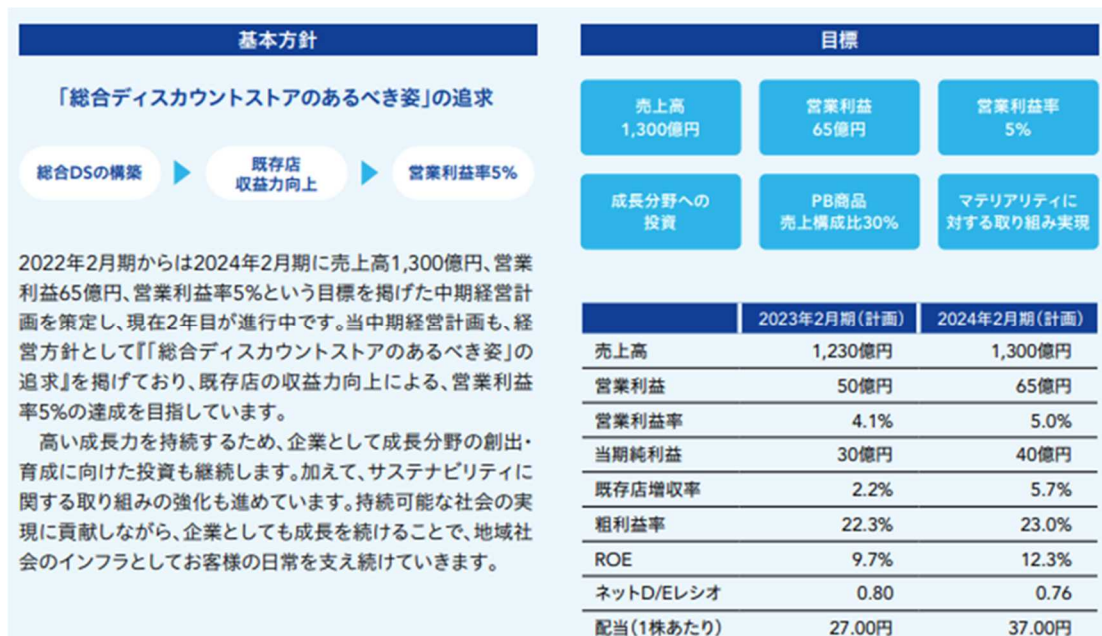 基本方針
「総合ディスカウントストアのあるべき姿」の追求
総合DSの構築
既存店
収益力向上
営業利益率5%
2022年2月期からは2024年2月期に売上高1,300億円、営業
利益65億円、営業利益率5%という目標を掲げた中期経営計
画を策定し、現在2年目が進行中です。当中期経営計画も、経
営方針として『「総合ディスカウントストアのあるべき姿」の
追求』を掲げており、既存店の収益力向上による、営業利益
率5%の達成を目指しています。
高い成長力を持続するため、企業として成長分野の創出・
育成に向けた投資も継続します。加えて、サステナビリティに
関する取り組みの強化も進めています。持続可能な社会の実
現に貢献しながら、企業としても成長を続けることで、地域社
会のインフラとしてお客様の日常を支え続けていきます。
目標
売上高
1,300億円
営業利益
65億円
営業利益率
5%
成長分野への
投資
PB商品
売上構成比30%
マテリアリティに
対する取り組み実現
2023年2月期(計画) 2024年2月期(計画)
売上高 1,230億円 1,300億円
営業利益 50億円 65億円
営業利益率 4.1% 5.0%
当期純利益 30億円 40億円
既存店増収率 2.2% 5.7%
粗利益率 22.3% 23.0%
ROE 9.7% 12.3%
ネットD/Eレシオ 0.80 0.76
配当(1株あたり) 27.00円 37.00円